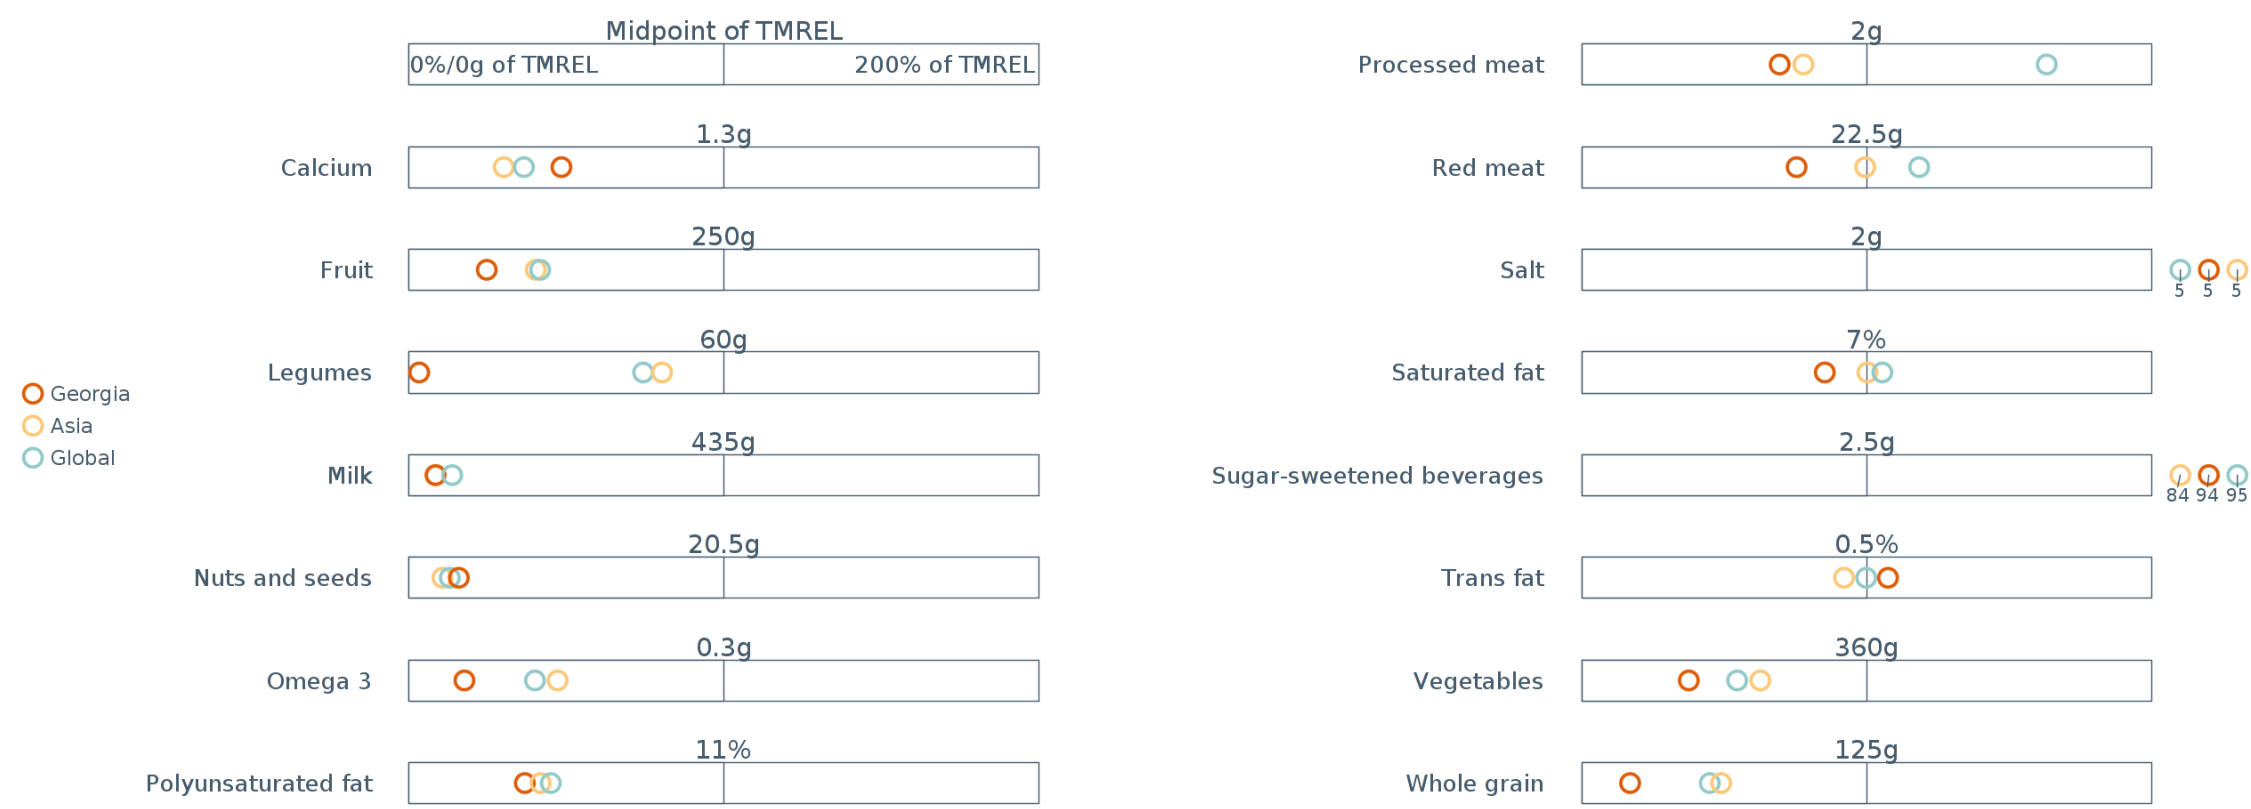 Midpoint of TMREL
0%/0g of TMREL
200% of TMREL
Calcium
1.3g
Fruit
250g
Legumes
60g
Milk
435g
Nuts and seeds
20.5g
Omega 3
0.3g
Polyunsaturated fat
11%
Georgia
Asia
Global
Processed meat
2g
Red meat
22.5g
Salt
2g
5 5 5
Saturated fat
7%
Sugar-sweetened beverages
2.5g
84 94 95
Trans fat
0.5%
Vegetables
360g
Whole grain
125g